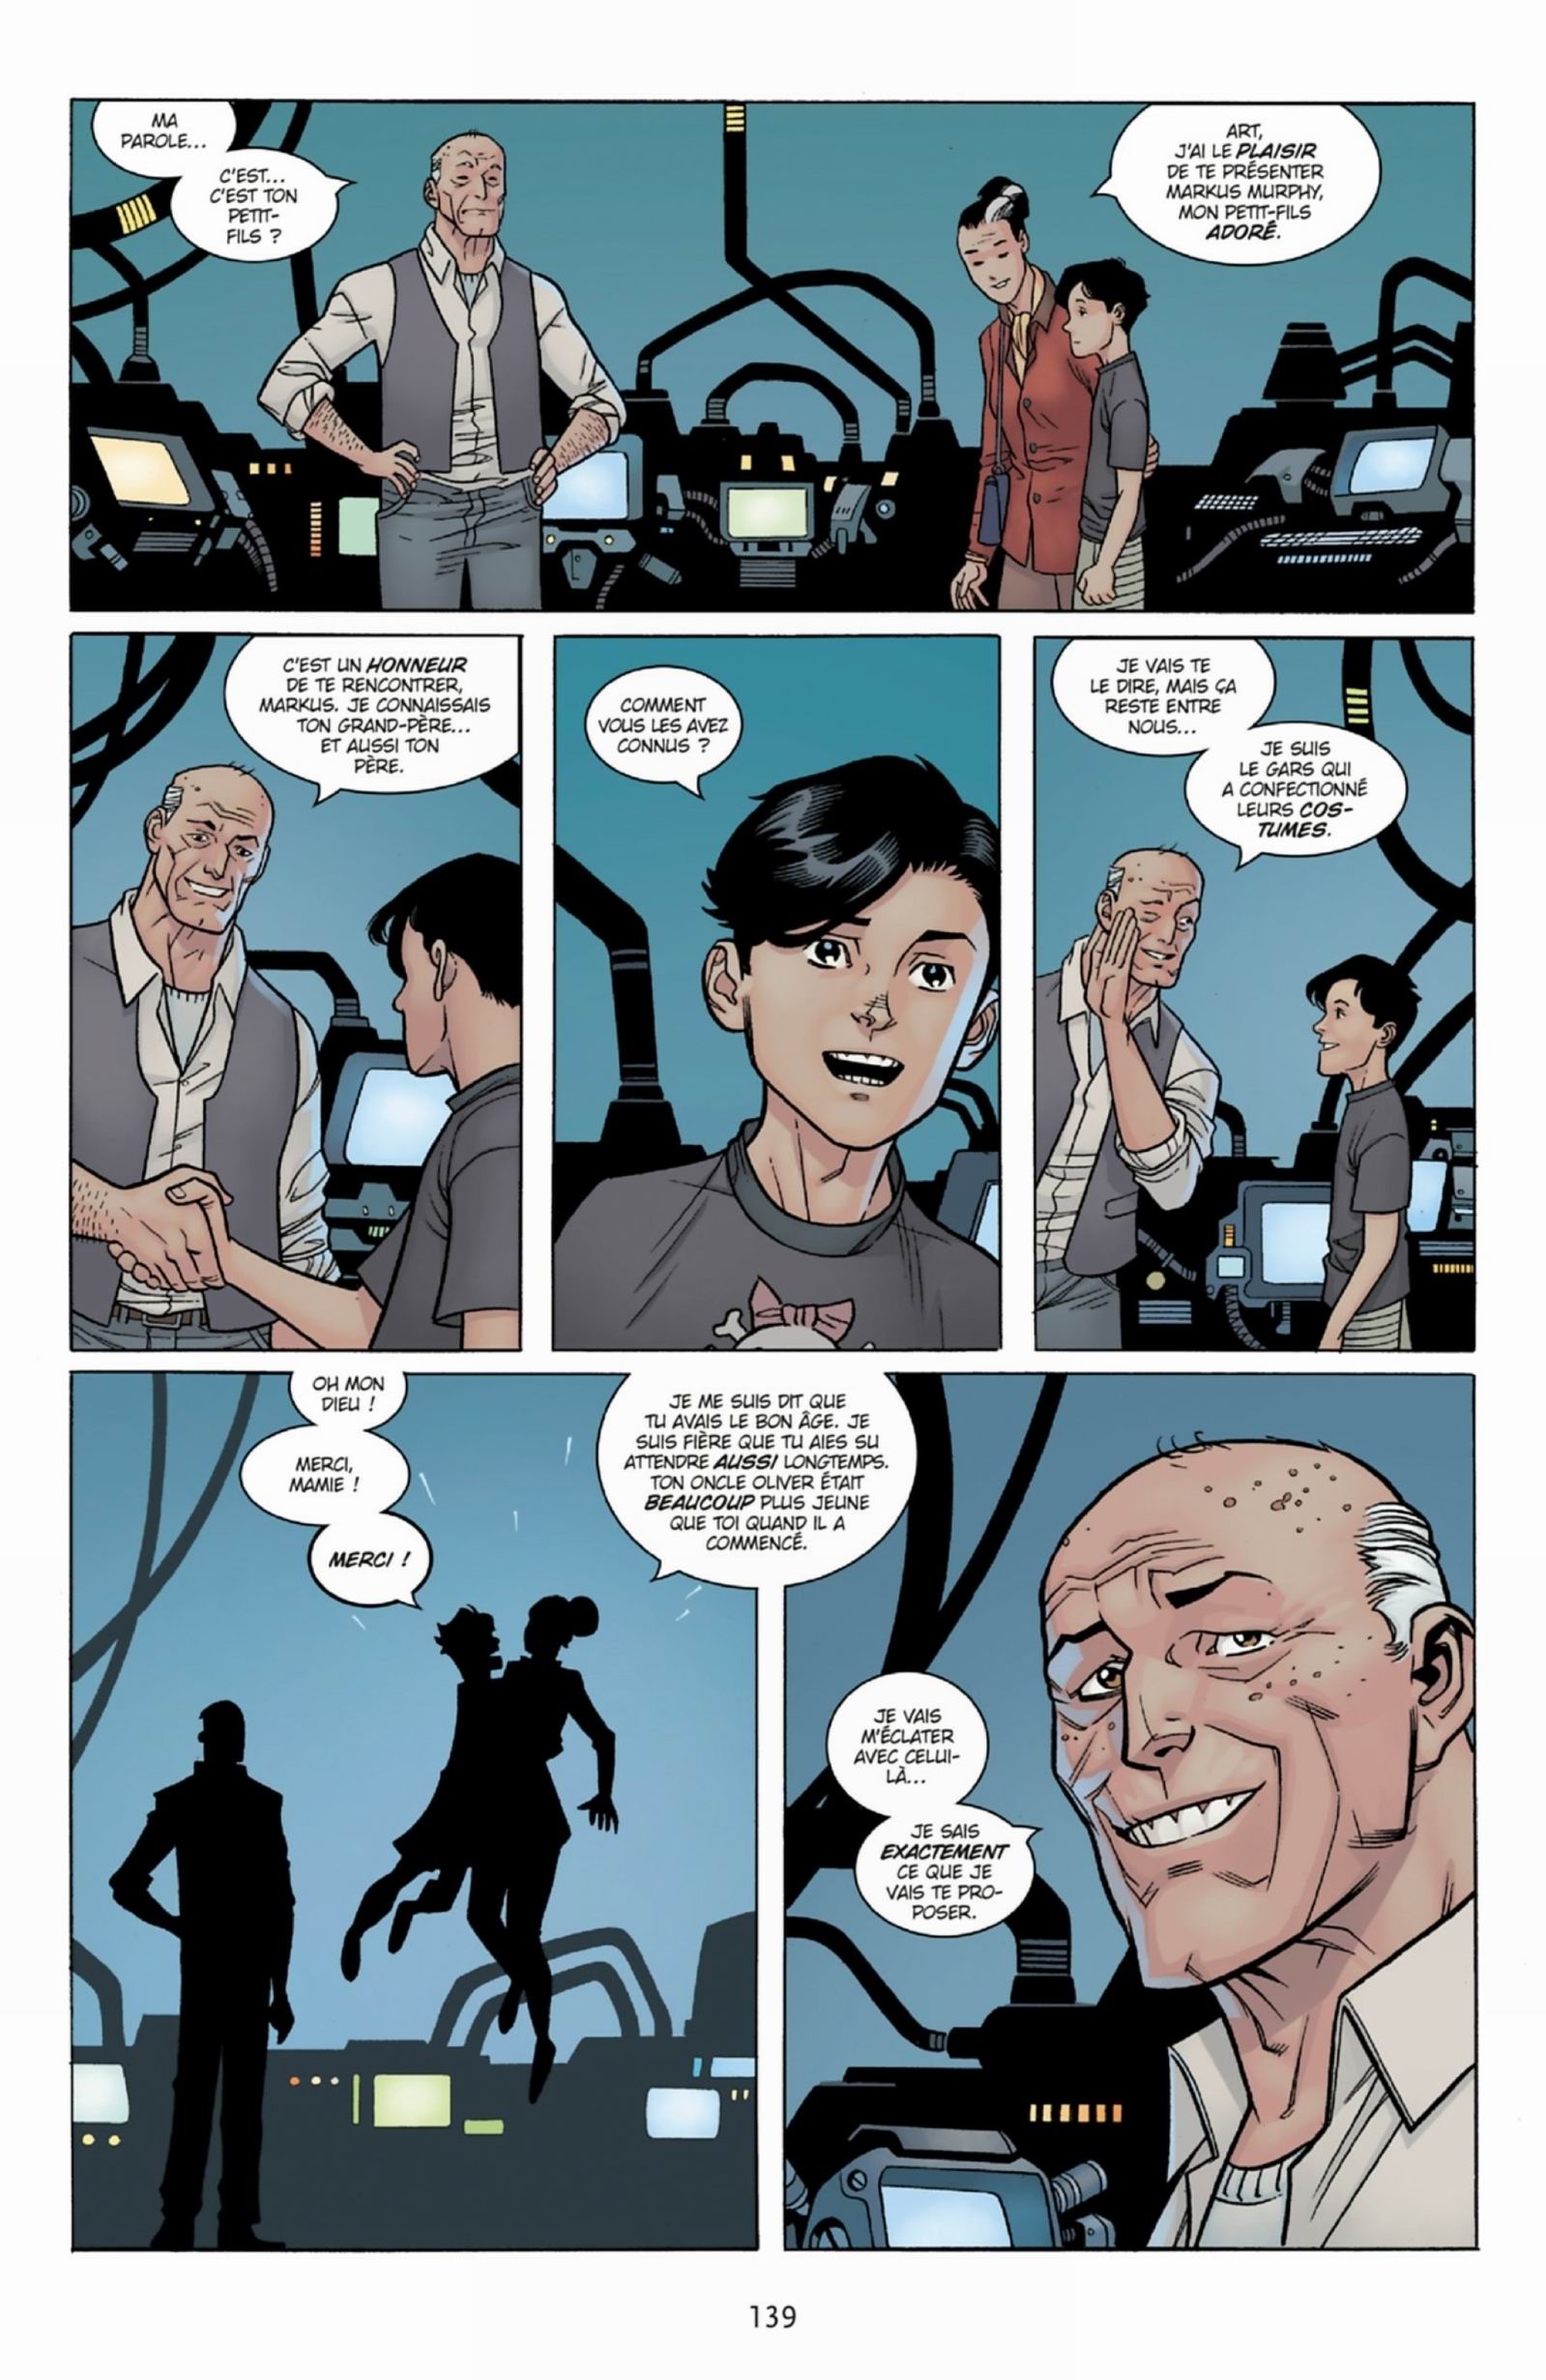 MA
PAROLE...
C'EST...
C'EST TON
PETIT-
FILS ?
ART,
J'AI LE PLAISIR
DE TE PRÉSENTER
MARKUS MURPHY,
MON PETIT-FILS
ADORÉ.
C'EST UN HONNEUR
DE TE RENCONTRER,
MARKUS. JE CONNAISSAIS
TON GRAND-PÈRE...
ET AUSSI TON
PÈRE.
COMMENT
VOUS LES AVEZ
CONNUS ?
JE VAIS TE
LE DIRE, MAIS ÇA
RESTE ENTRE
NOUS...
JE SUIS
LE GARS QUI
A CONFECTIONNÉ
LEURS COS-
TUMES.
OH MON
DIEU !
MERCI,
MAMIE !
MERCI !
JE ME SUIS DIT QUE
TU AVAIS LE BON ÂGE. JE
SUIS FIÈRE QUE TU AIES SU
ATTENDRE AUSSI LONGTEMPS.
TON ONCLE OLIVER ÉTAIT
BEAUCOUP PLUS JEUNE
QUE TOI QUAND IL A
COMMENCÉ.
JE VAIS
M'ÉCLATER
AVEC CELUI-
LÀ...
JE SAIS
EXACTEMENT
CE QUE JE
VAIS TE PRO-
POSER.
139